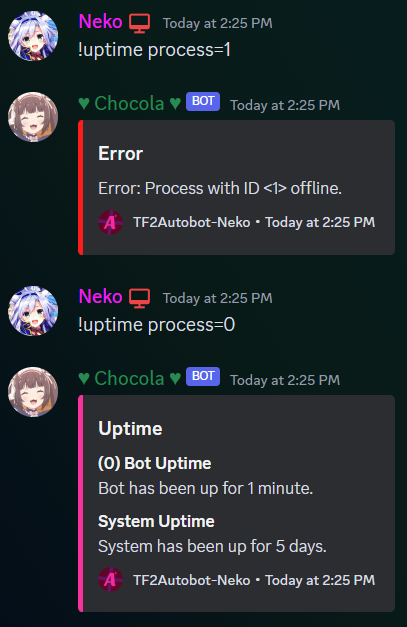 Neko Today at 2:25 PM
!uptime process=1
♥ Chocola ♥ BOT Today at 2:25 PM
Error
Error: Process with ID <1> offline.
A TF2Autobot-Neko • Today at 2:25 PM
Neko Today at 2:25 PM
!uptime process=0
♥ Chocola ♥ BOT Today at 2:25 PM
Uptime
(0) Bot Uptime
Bot has been up for 1 minute.
System Uptime
System has been up for 5 days.
A TF2Autobot-Neko • Today at 2:25 PM